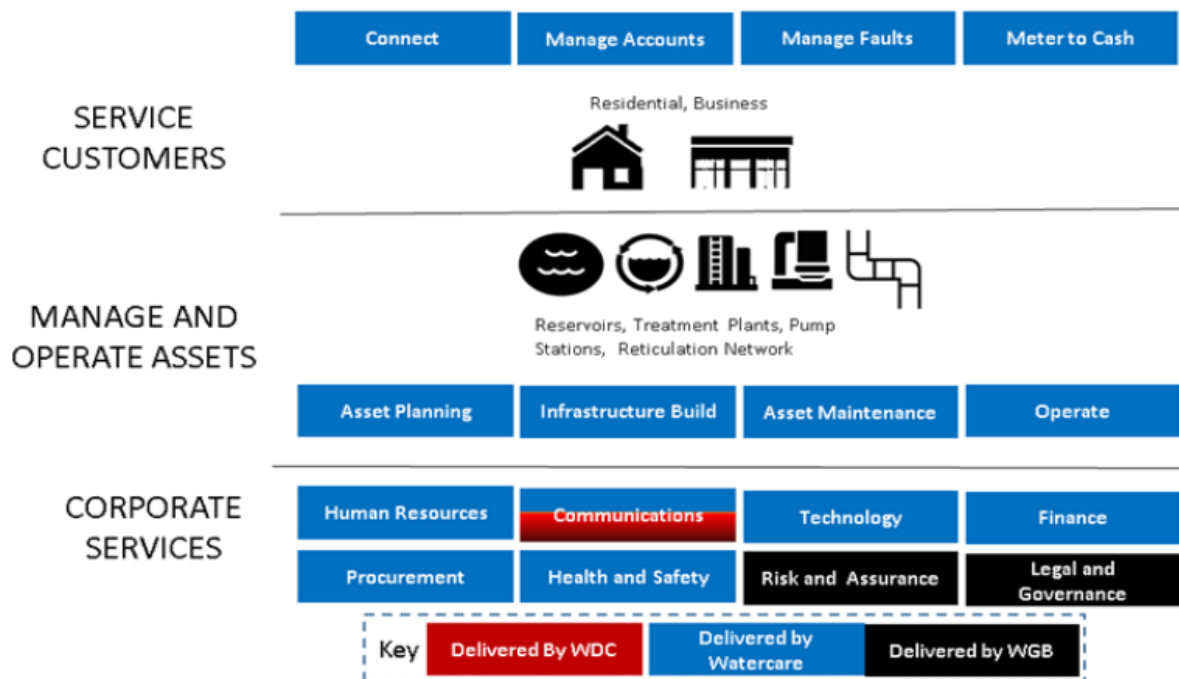 Connect
Manage Accounts
Manage Faults
Meter to Cash
SERVICE
CUSTOMERS
Residential, Business
MANAGE AND
OPERATE ASSETS
Reservoirs, Treatment Plants, Pump
Stations, Reticulation Network
Asset Planning
Infrastructure Build
Asset Maintenance
Operate
CORPORATE
SERVICES
Human Resources
Communications
Technology
Finance
Procurement
Health and Safety
Risk and Assurance
Legal and
Governance
Key
Delivered By WDC
Delivered by
Watercare
Delivered by WGB